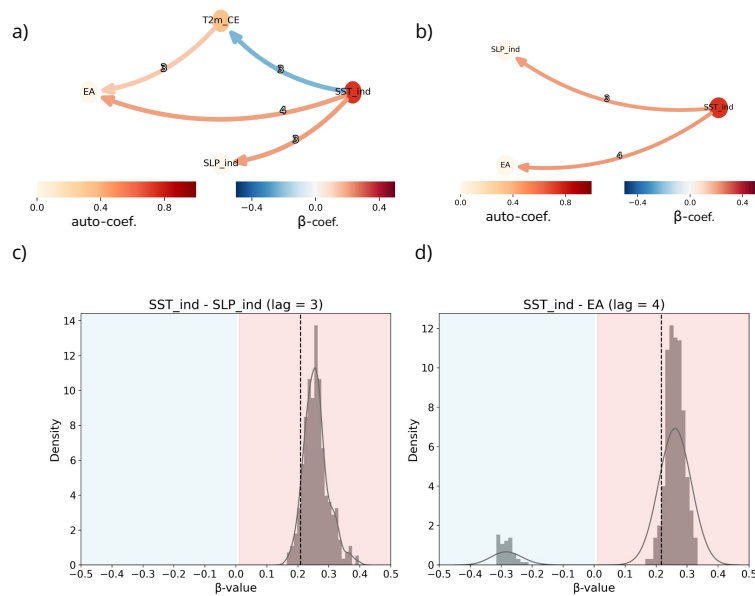 a)
T2m_CE
3
3
EA
SST_ind
4
3
SLP_ind
0.0 0.4 0.8
auto-coef.
−0.4 0.0 0.4
β-coef.
b)
SLP_ind
3
SST_ind
4
EA
0.0 0.4 0.8
auto-coef.
−0.4 0.0 0.4
β-coef.
c)
SST_ind - SLP_ind (lag = 3)
14
12
10
8
6
4
2
0
Density
−0.5 −0.4 −0.3 −0.2 −0.1 0.0 0.1 0.2 0.3 0.4 0.5
β-value
d)
SST_ind - EA (lag = 4)
12
10
8
6
4
2
0
Density
−0.5 −0.4 −0.3 −0.2 −0.1 0.0 0.1 0.2 0.3 0.4 0.5
β-value